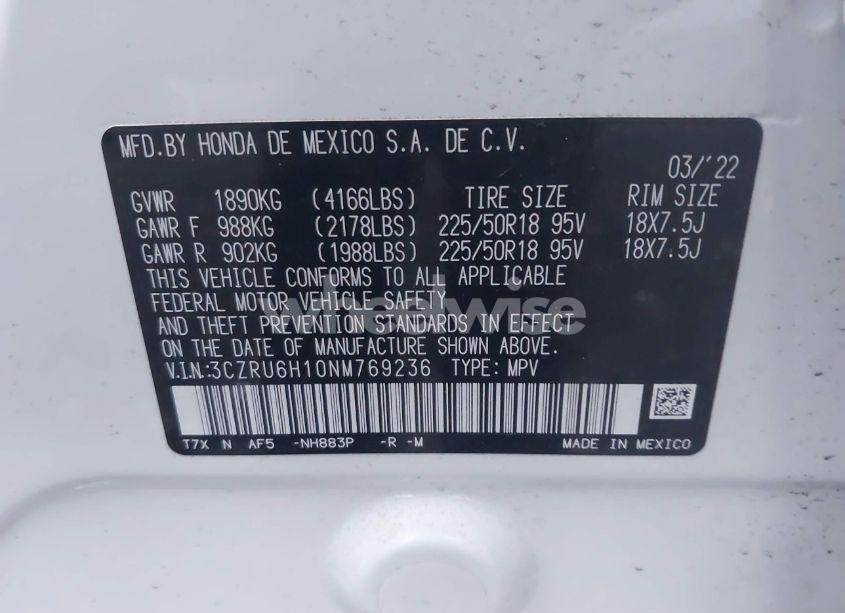 MFD.BY HONDA DE MEXICO S.A. DE C.V.
03/'22
GVWR 1890KG (4166LBS) TIRE SIZE RIM SIZE
GAWR F 988KG (2178LBS) 225/50R18 95V 18X7.5J
GAWR R 902KG (1988LBS) 225/50R18 95V 18X7.5J
THIS VEHICLE CONFORMS TO ALL APPLICABLE
FEDERAL MOTOR VEHICLE SAFETY
AND THEFT PREVENTION STANDARDS IN EFFECT
ON THE DATE OF MANUFACTURE SHOWN ABOVE.
V.I.N.:3CZRU6H10NM769236 TYPE: MPV
T7X N AF5 -NH883P -R -M MADE IN MEXICO
wheelwise